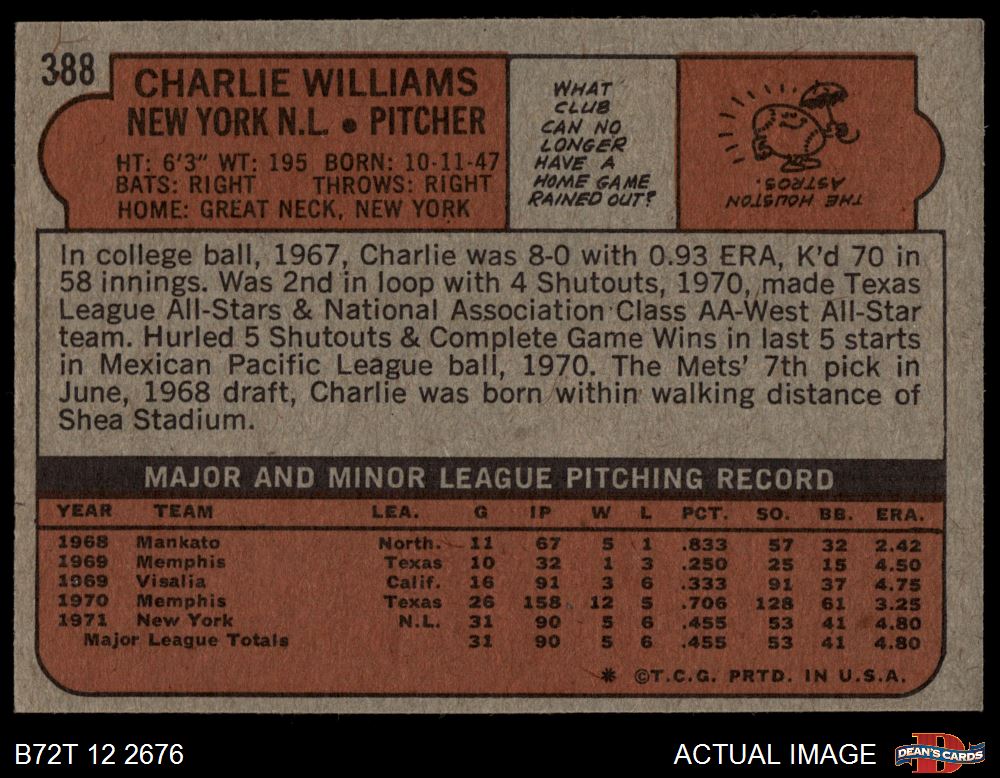 388
CHARLIE WILLIAMS
NEW YORK N.L. • PITCHER
HT: 6'3" WT: 195 BORN: 10-11-47
BATS: RIGHT THROWS: RIGHT
HOME: GREAT NECK, NEW YORK
WHAT
CLUB
CAN NO
LONGER
HAVE A
HOME GAME
RAINED OUT?
THE HOUSTON
ASTROS.
In college ball, 1967, Charlie was 8-0 with 0.93 ERA, K'd 70 in
58 innings. Was 2nd in loop with 4 Shutouts, 1970, made Texas
League All-Stars & National Association Class AA-West All-Star
team. Hurled 5 Shutouts & Complete Game Wins in last 5 starts
in Mexican Pacific League ball, 1970. The Mets' 7th pick in
June, 1968 draft, Charlie was born within walking distance of
Shea Stadium.
MAJOR AND MINOR LEAGUE PITCHING RECORD
YEAR TEAM LEA. G IP W L PCT. SO. BB. ERA.
1968 Mankato North. 11 67 5 1 .833 57 32 2.42
1969 Memphis Texas 10 32 1 3 .250 25 15 4.50
1969 Visalia Calif. 16 91 3 6 .333 91 37 4.75
1970 Memphis Texas 26 158 12 5 .706 128 61 3.25
1971 New York N.L. 31 90 5 6 .455 53 41 4.80
Major League Totals 31 90 5 6 .455 53 41 4.80
* ©T.C.G. PRTD. IN U.S.A.
B72T 12 2676
ACTUAL IMAGE
DEAN'S CARDS